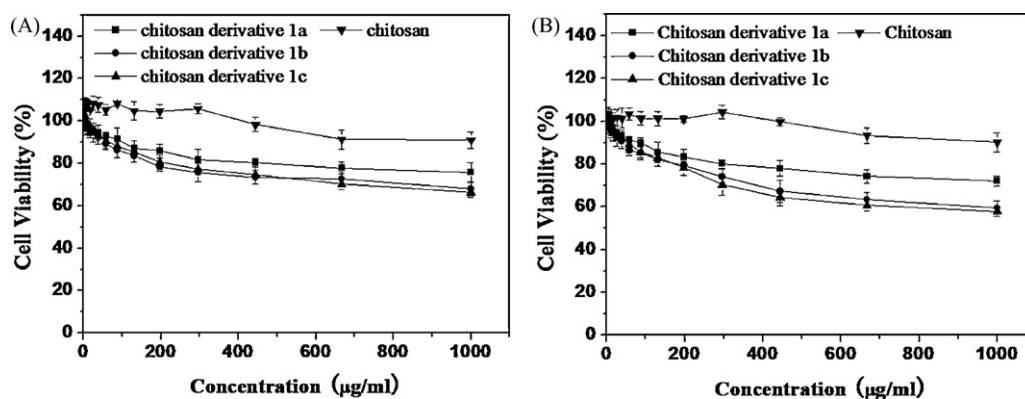 (A)
chitosan derivative 1a chitosan
chitosan derivative 1b
chitosan derivative 1c
Cell Viability (%)
140
120
100
80
60
40
20
0
0 200 400 600 800 1000
Concentration (μg/ml)
(B)
Chitosan derivative 1a Chitosan
Chitosan derivative 1b
Chitosan derivative 1c
Cell Viability (%)
140
120
100
80
60
40
20
0
0 200 400 600 800 1000
Concentration (μg/ml)